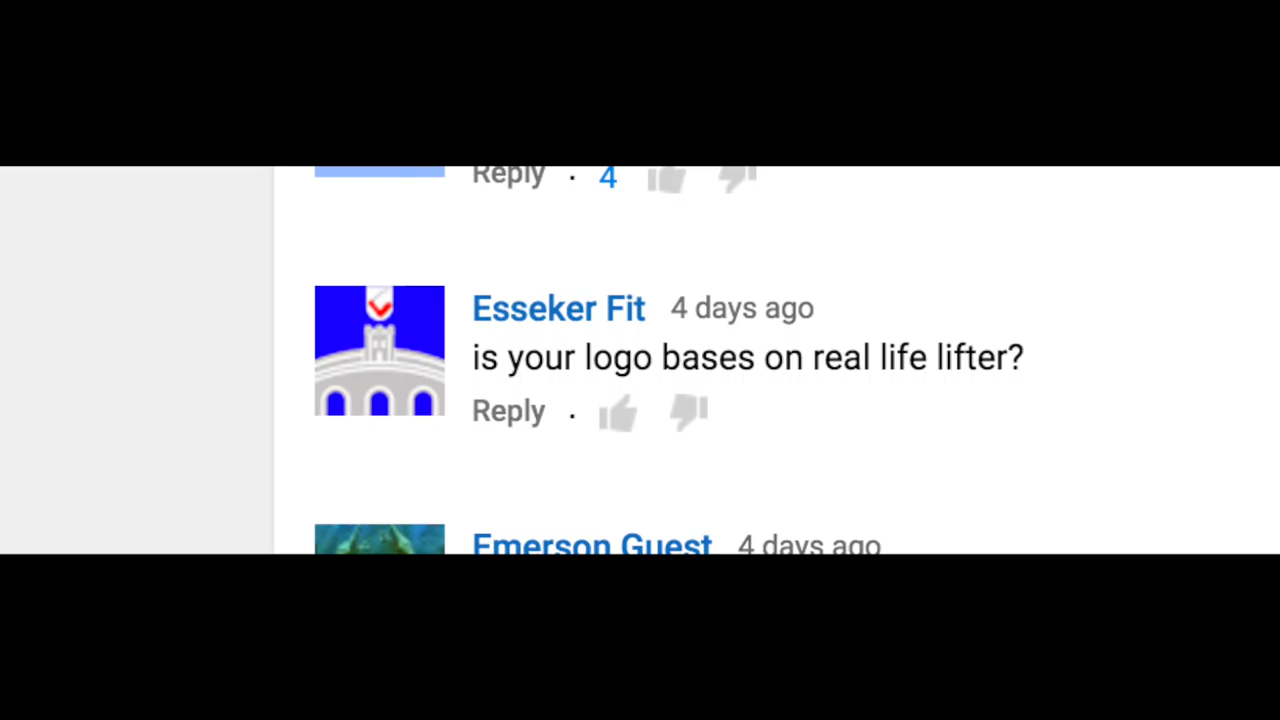 Reply · 4
Esseker Fit 4 days ago
is your logo bases on real life lifter?
Reply ·
Emerson Guest 4 days ago